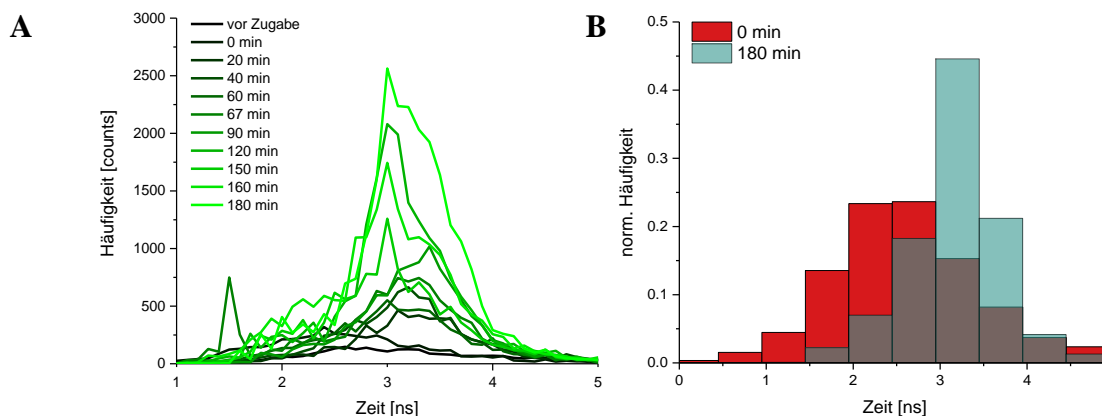 A
Häufigkeit [counts]
3000
2500
2000
1500
1000
500
0
vor Zugabe
0 min
20 min
40 min
60 min
67 min
90 min
120 min
150 min
160 min
180 min
1
2
3
4
5
Zeit [ns]
B
norm. Häufigkeit
0.5
0.4
0.3
0.2
0.1
0.0
0 min
180 min
0
1
2
3
4
Zeit [ns]